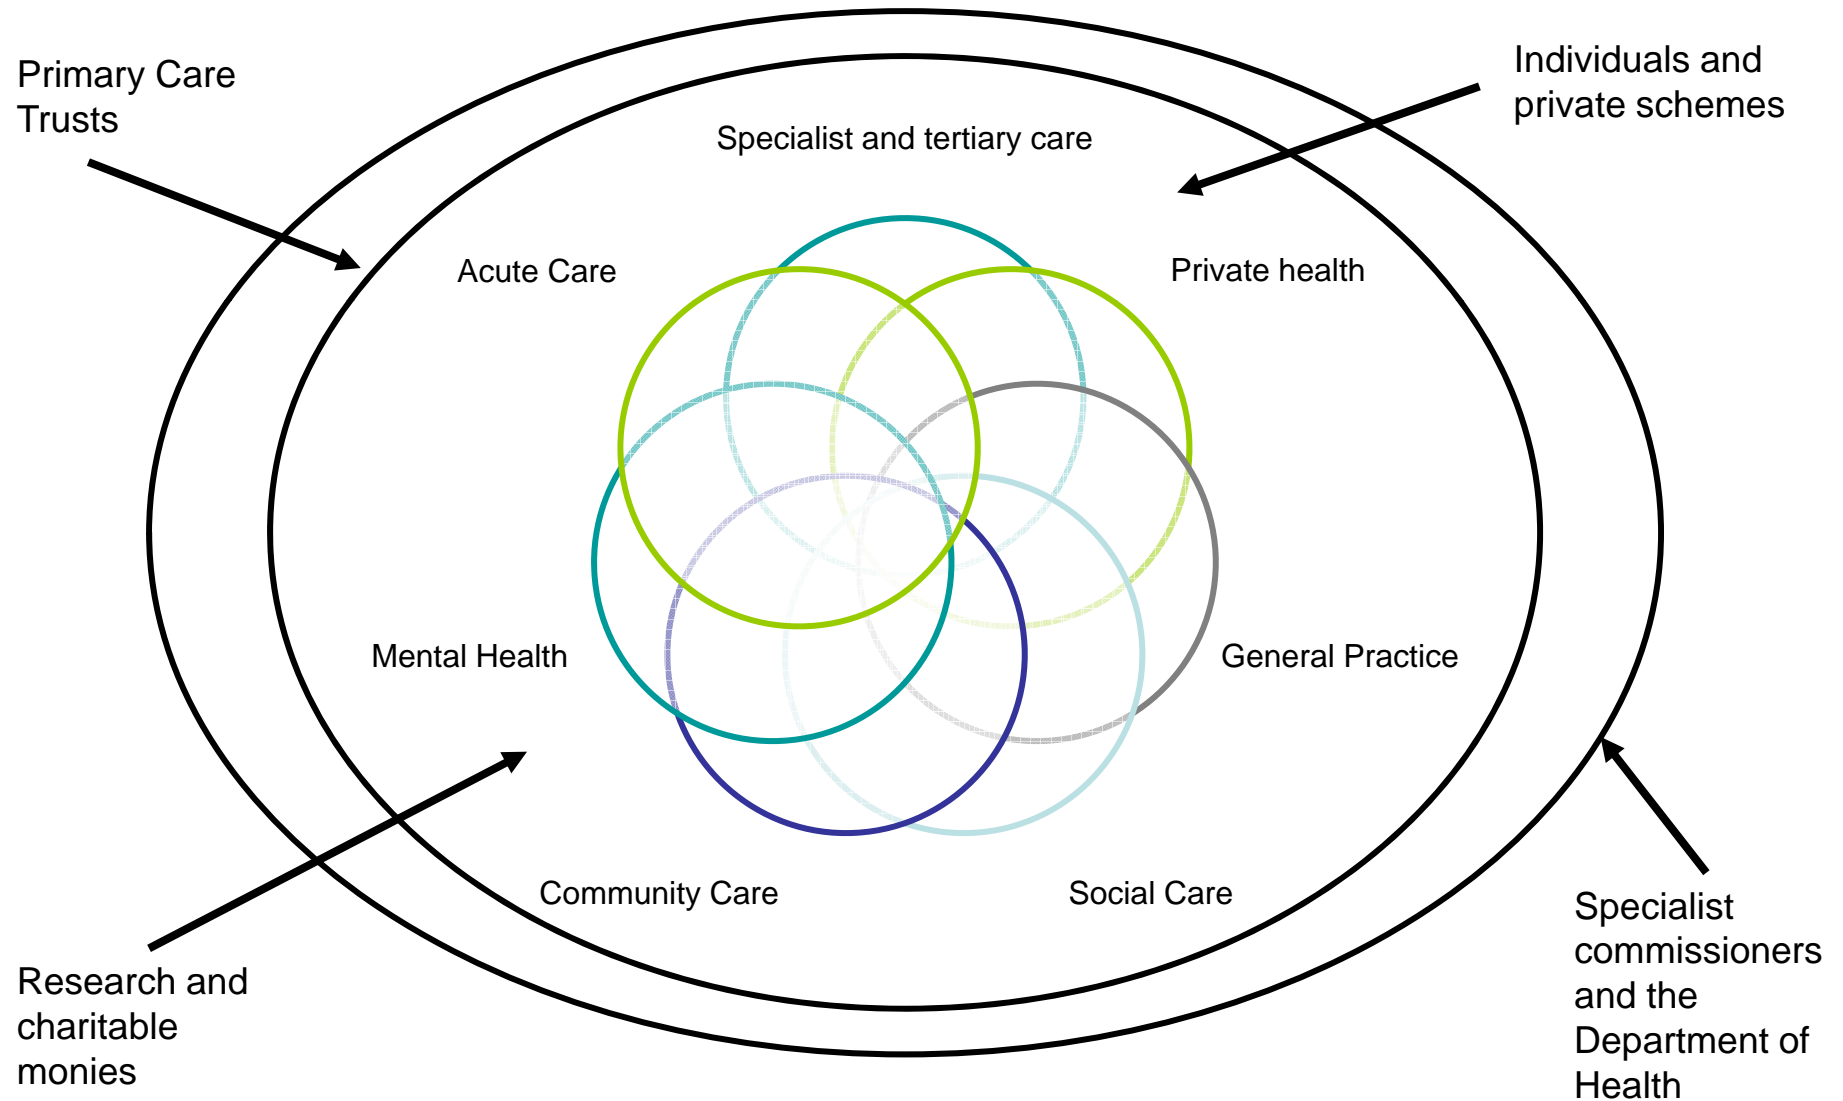 Primary Care
Trusts
Individuals and
private schemes
Specialist and tertiary care
Acute Care
Private health
Mental Health
General Practice
Community Care
Social Care
Research and
charitable
monies
Specialist
commissioners
and the
Department of
Health